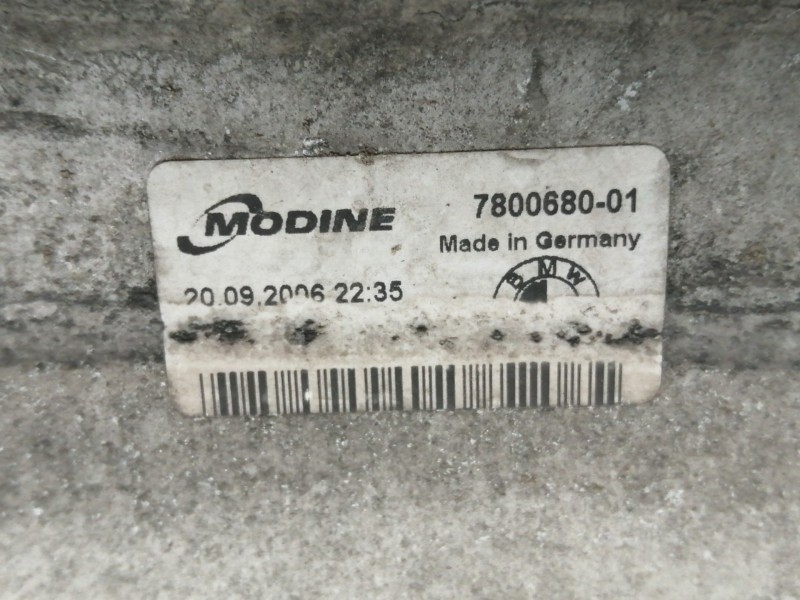 MODINE
7800680-01
Made in Germany
BMW
20.09.2006 22:35